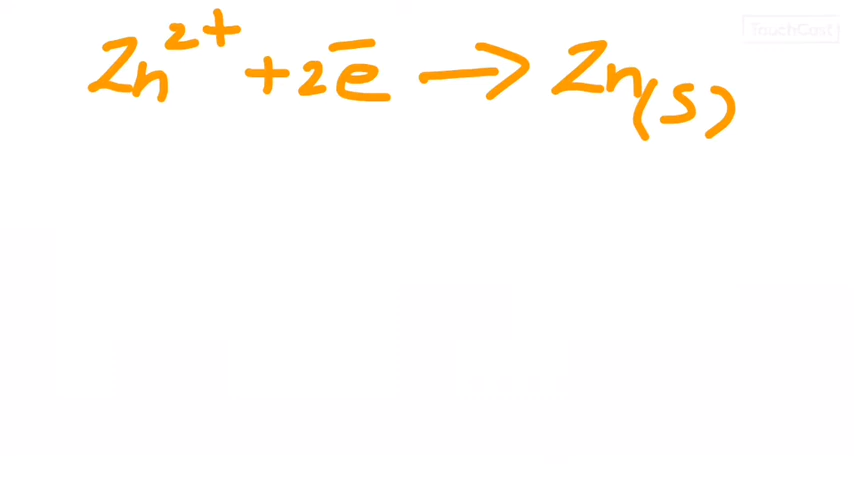 TouchCast
Zn²⁺ + 2e̅ → Zn(s)